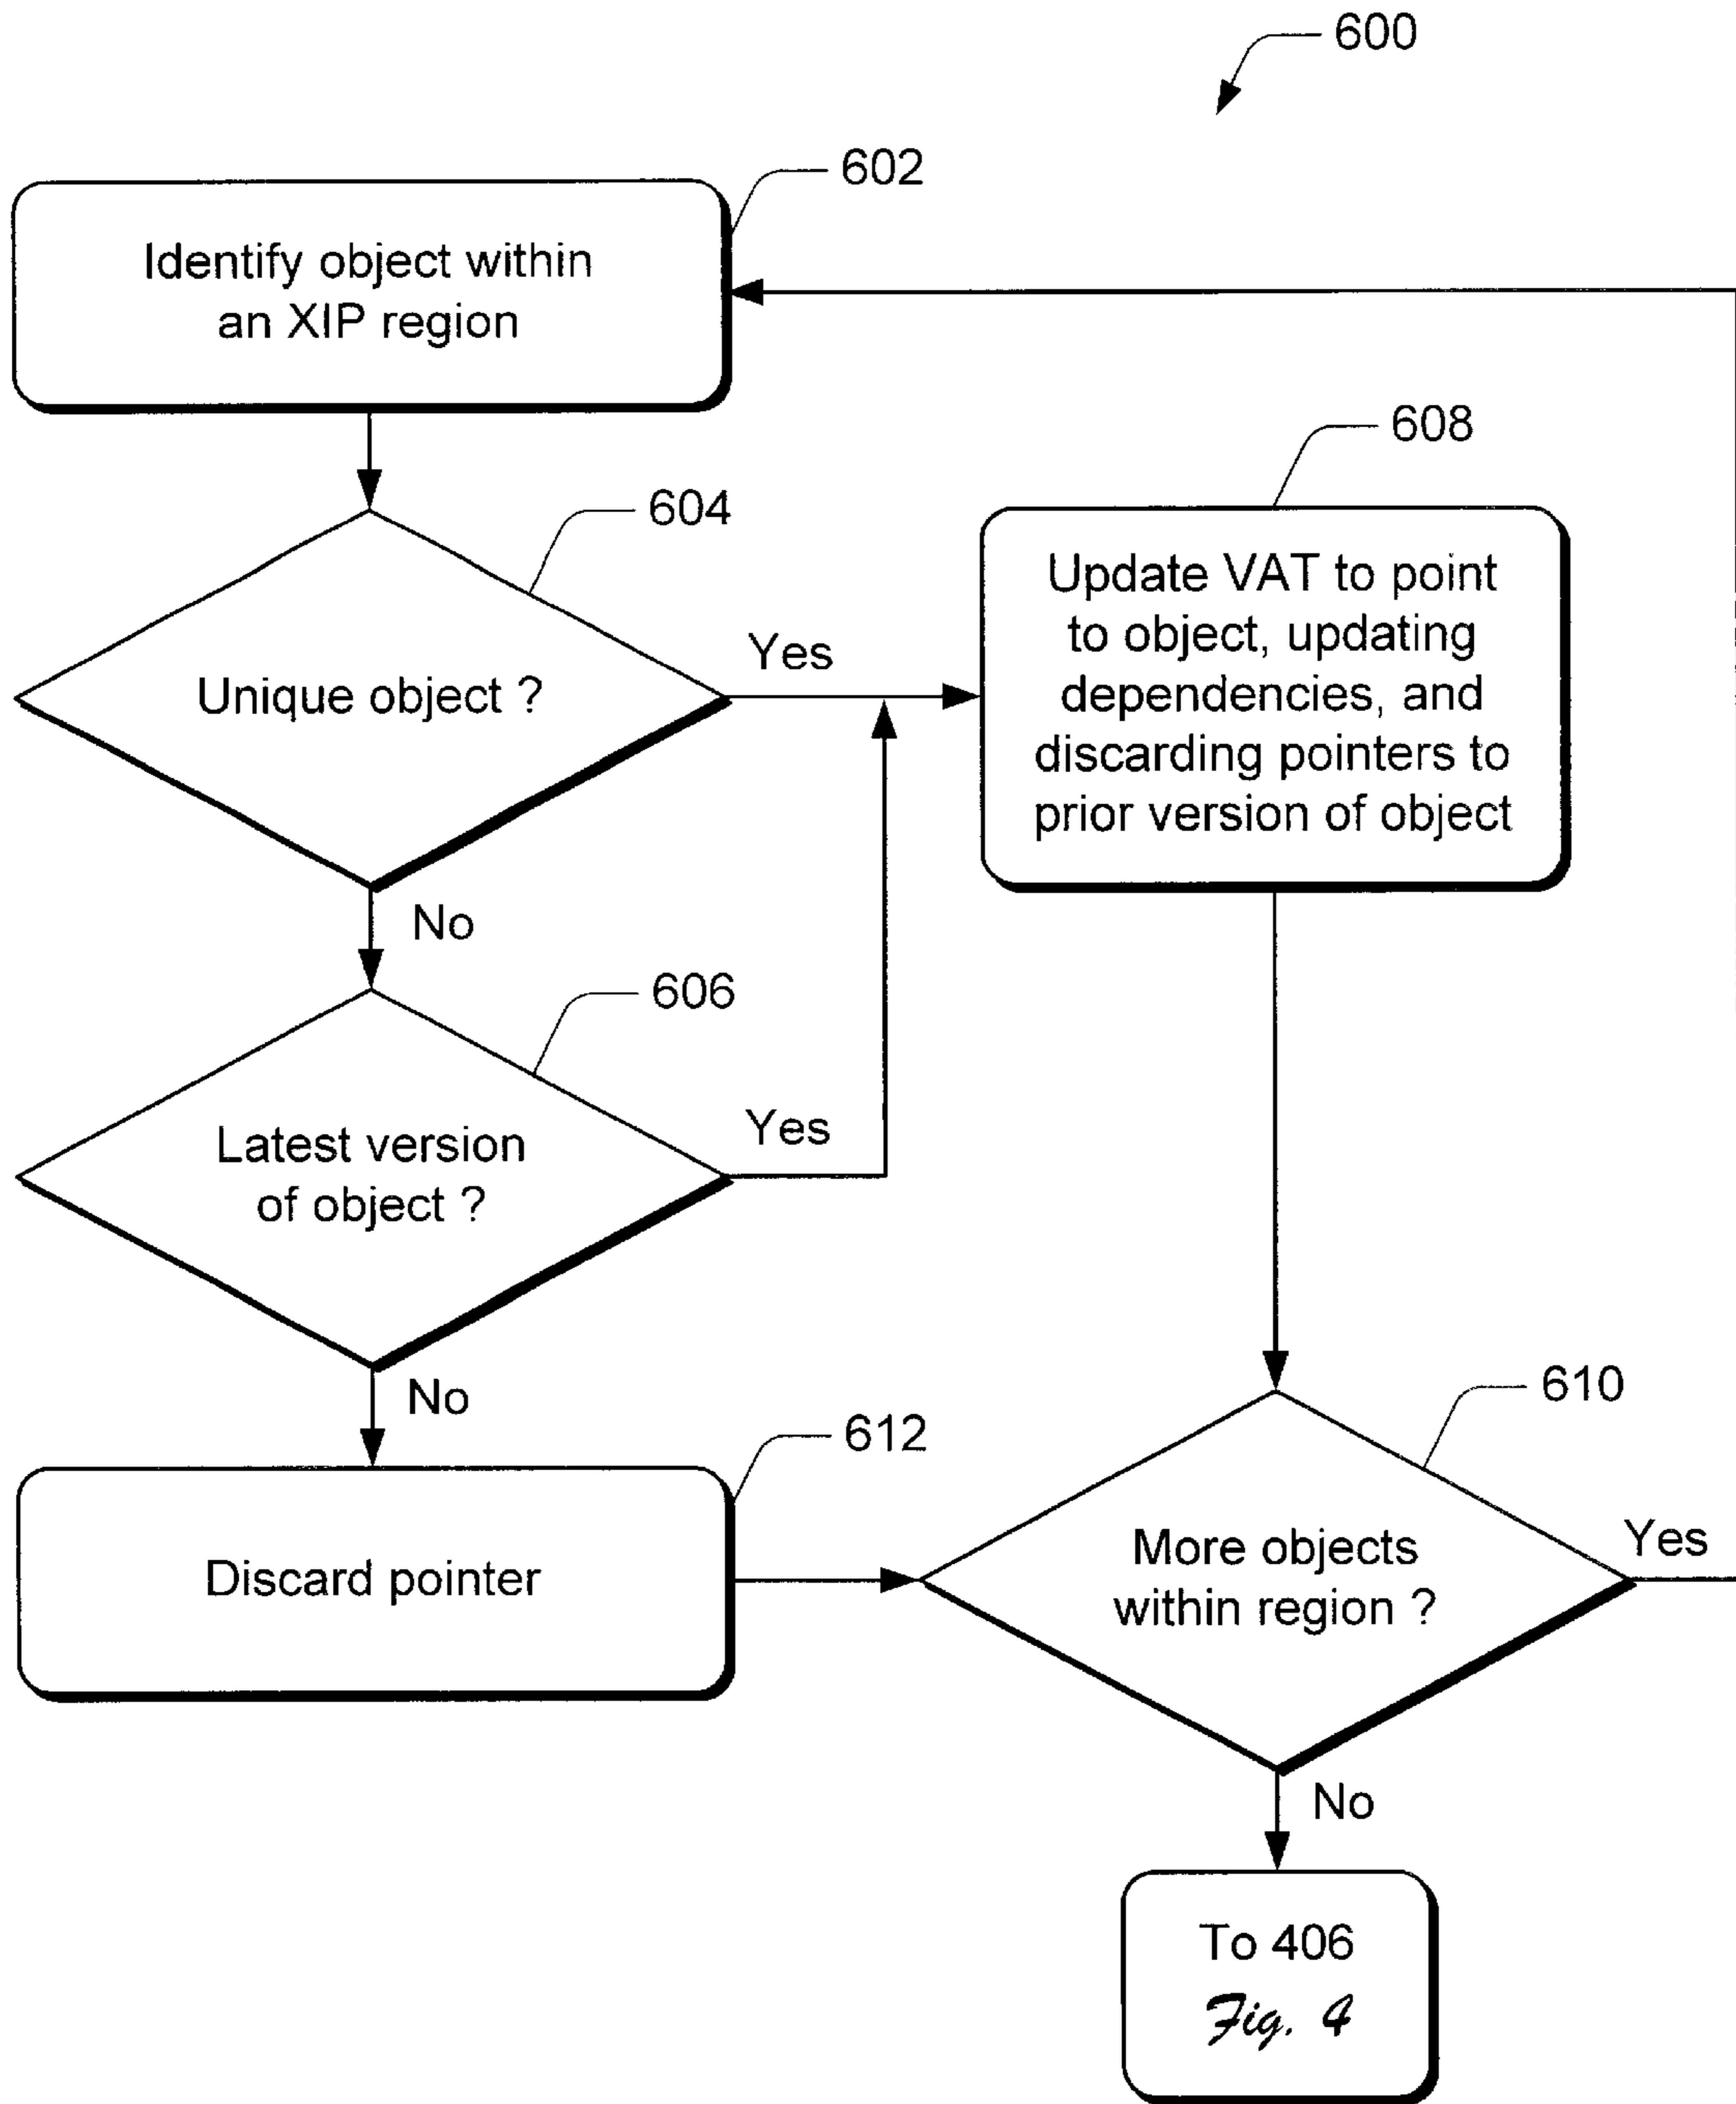 600
602
Identify object within
an XIP region
604
Unique object ?
Yes
No
608
Update VAT to point
to object, updating
dependencies, and
discarding pointers to
prior version of object
606
Latest version
of object ?
Yes
No
612
Discard pointer
610
More objects
within region ?
Yes
No
To 406
Fig. 4